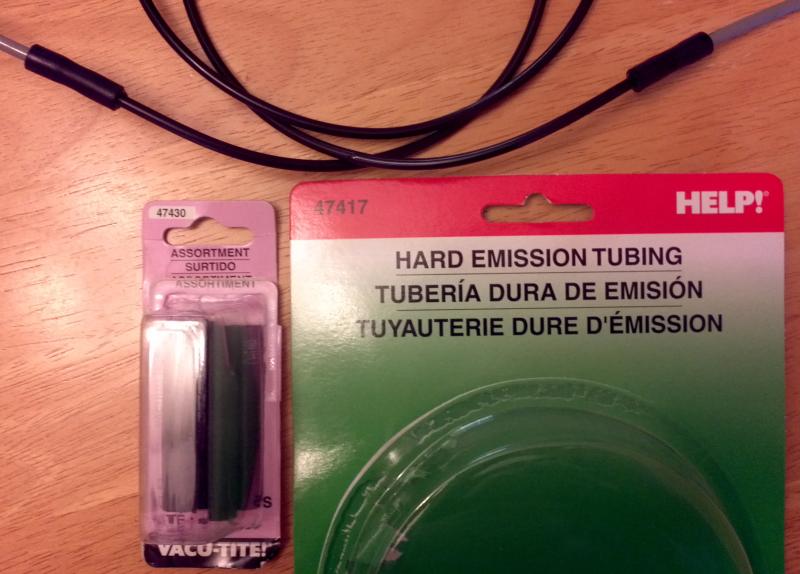 47430
ASSORTMENT
SURTIDO
ASSORTIMENT
VACU-TITE!
47417
HELP!®
HARD EMISSION TUBING
TUBERÍA DURA DE EMISIÓN
TUYAUTERIE DURE D'ÉMISSION